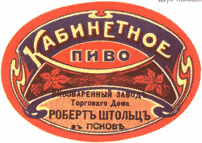 КАБИНЕТНОЕ
ПИВО
ПИВОВАРЕННЫЙ ЗАВОДЪ
Торговаго Дома
РОБЕРТЪ ШТОЛЬЦЪ
въ ПСКОВѢ.